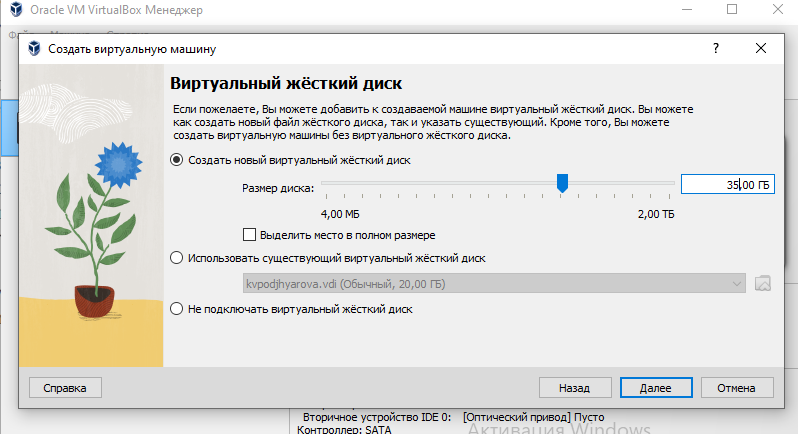 Oracle VM VirtualBox Менеджер
Создать виртуальную машину
?
Виртуальный жёсткий диск
Если пожелаете, Вы можете добавить к создаваемой машине виртуальный жёсткий диск. Вы можете
как создать новый файл жёсткого диска, так и указать существующий. Кроме того, Вы можете
создать виртуальную машины без виртуального жёсткого диска.
Создать новый виртуальный жёсткий диск
Размер диска:
35,00 ГБ
4,00 МБ
2,00 ТБ
Выделить место в полном размере
Использовать существующий виртуальный жёсткий диск
kvpodjhyarova.vdi (Обычный, 20,00 ГБ)
Не подключать виртуальный жёсткий диск
Справка
Назад
Далее
Отмена
Вторичное устройство IDE 0: [Оптический привод] Пусто
Контроллер: SATA
Активация Windows